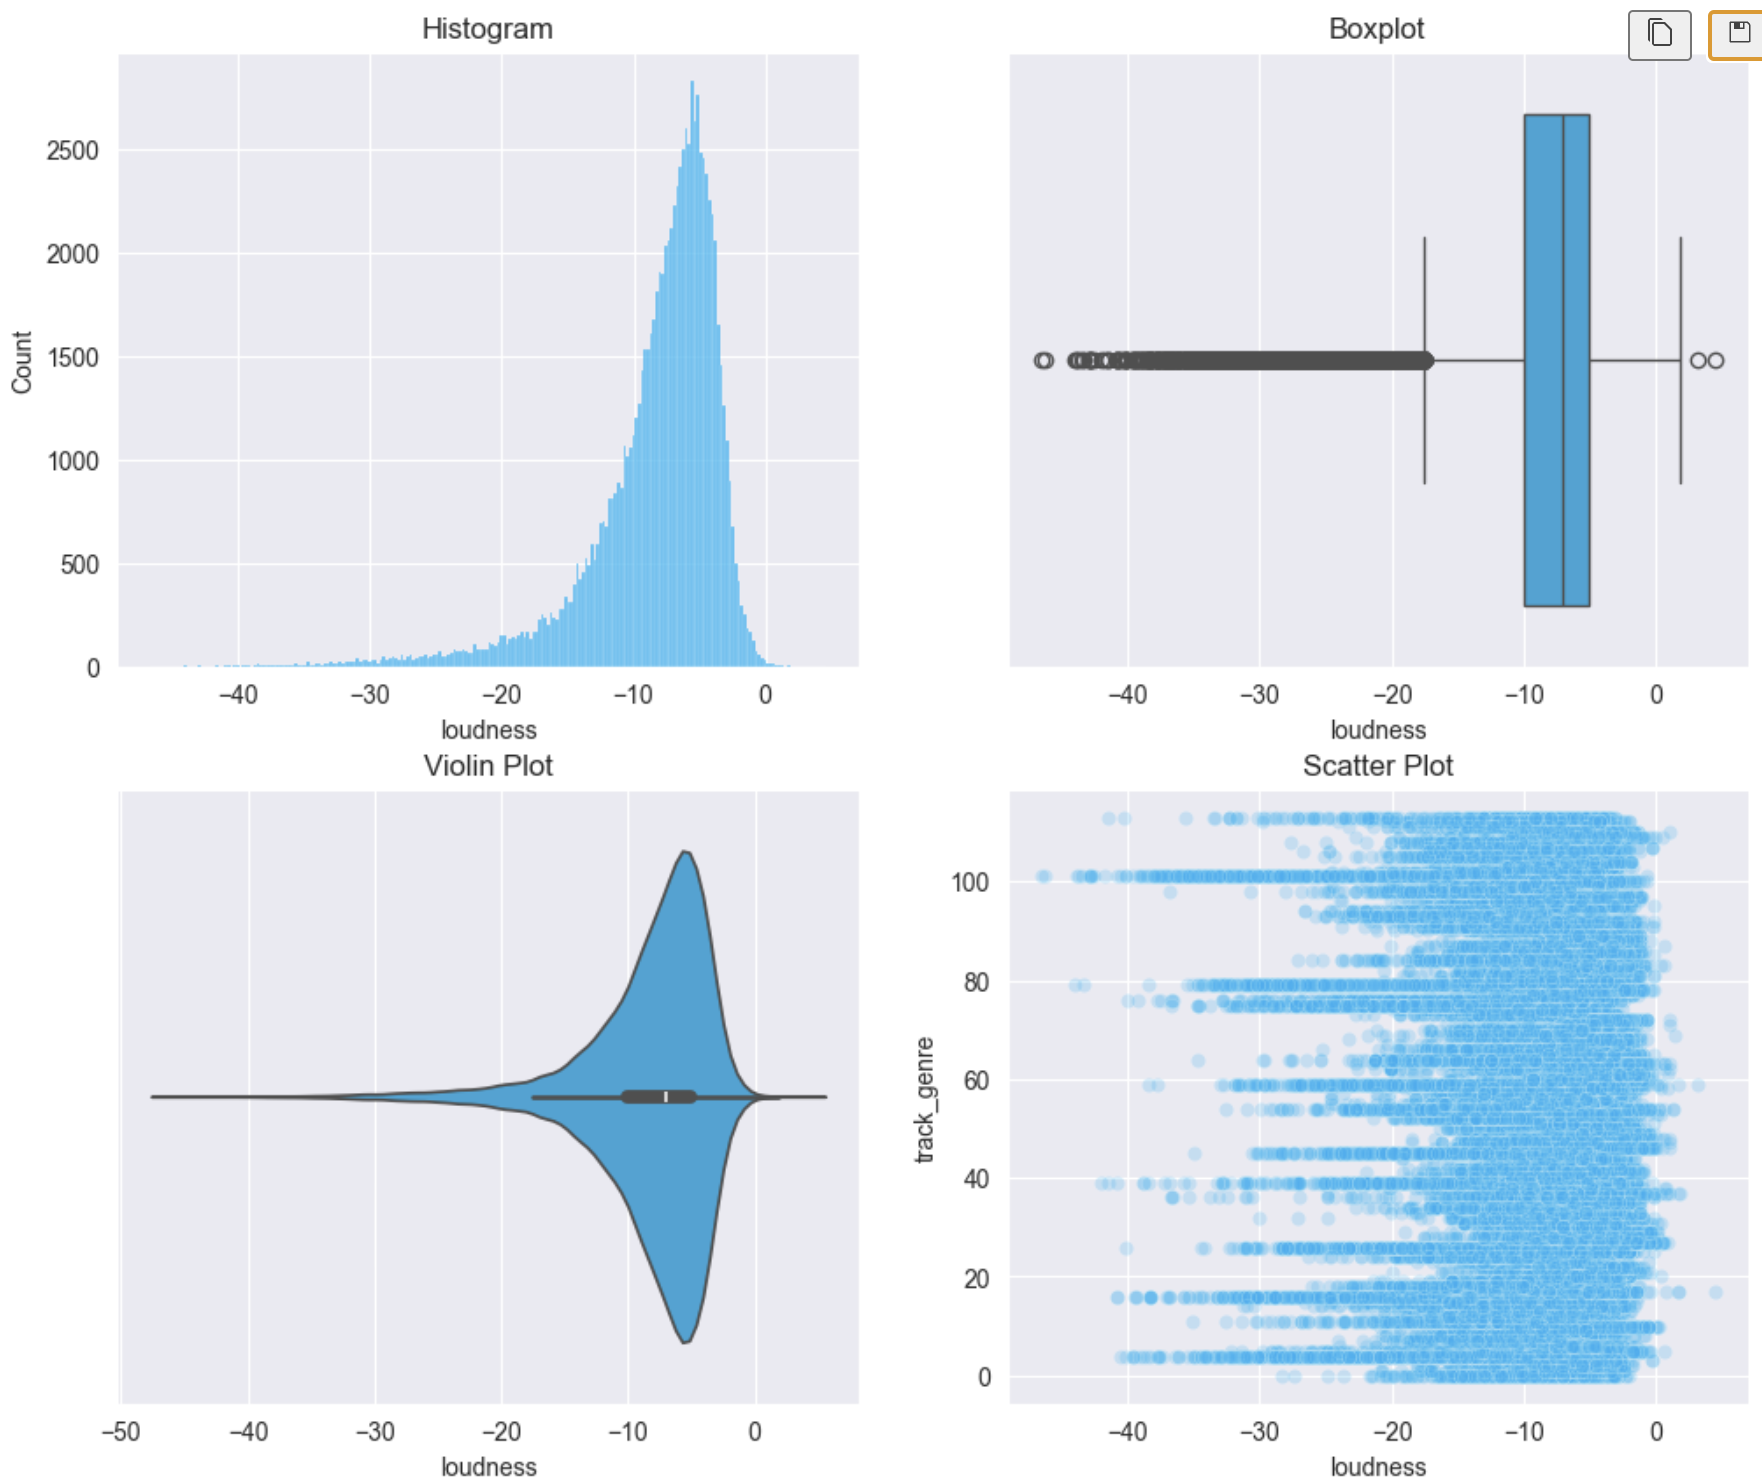 Histogram
2500
2000
1500
1000
500
0
Count
−40 −30 −20 −10 0
loudness
Boxplot
−40 −30 −20 −10 0
loudness
Violin Plot
−50 −40 −30 −20 −10 0
loudness
Scatter Plot
100
80
60
40
20
0
track_genre
−40 −30 −20 −10 0
loudness